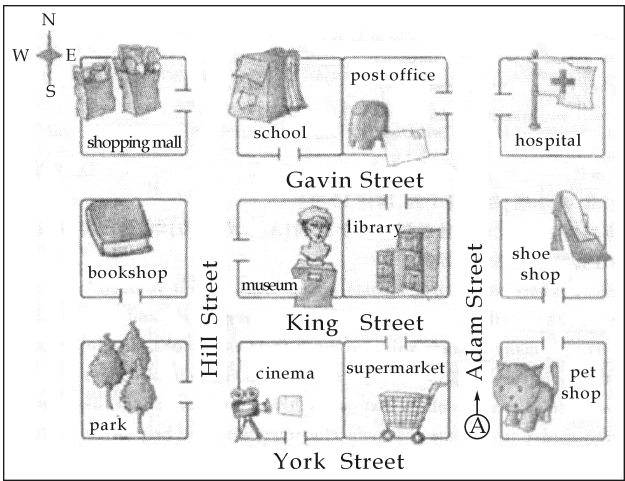 N
W E
S
shopping mall
school
post office
hospital
Gavin Street
bookshop
Hill Street
museum
library
shoe
shop
Adam Street
King Street
park
cinema
supermarket
pet
shop
A
York Street